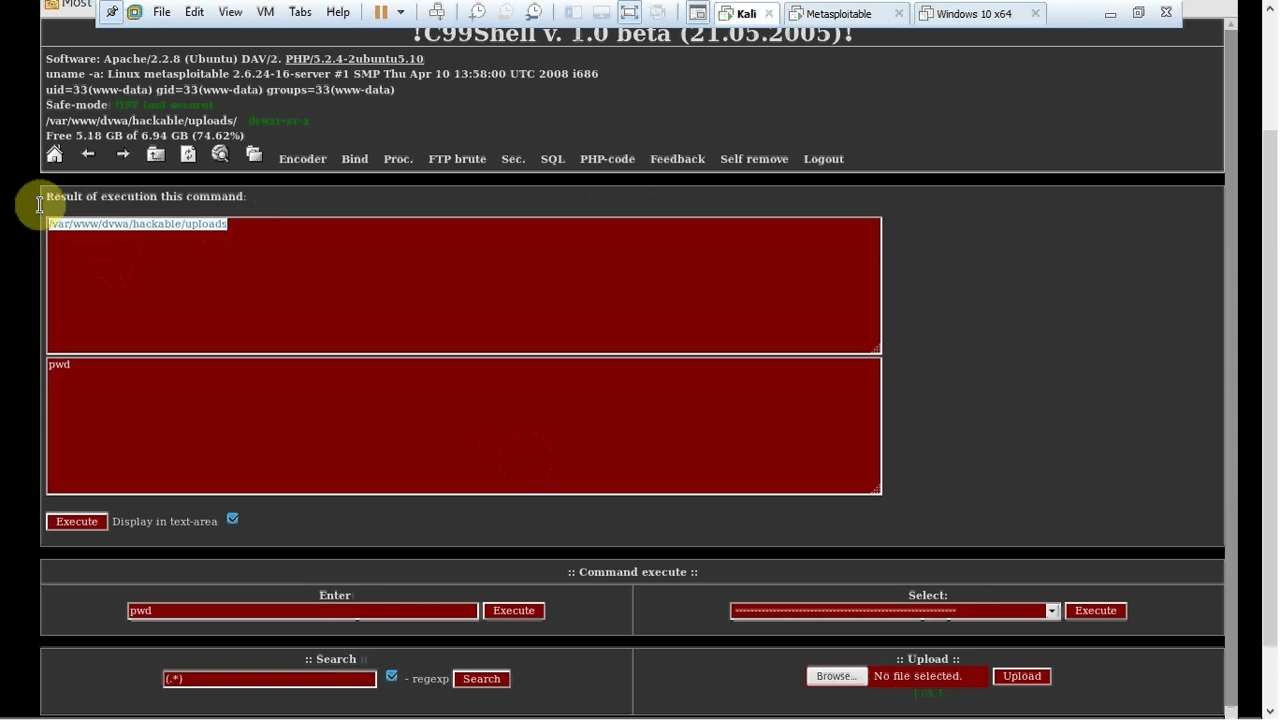 Most
File Edit View VM Tabs Help
Kali
Metasploitable
Windows 10 x64
!C99Shell v. 1.0 beta (21.05.2005)!
Software: Apache/2.2.8 (Ubuntu) DAV/2. PHP/5.2.4-2ubuntu5.10
uname -a: Linux metasploitable 2.6.24-16-server #1 SMP Thu Apr 10 13:58:00 UTC 2008 i686
uid=33(www-data) gid=33(www-data) groups=33(www-data)
Safe-mode:
/var/www/dvwa/hackable/uploads/
Free 5.18 GB of 6.94 GB (74.62%)
Encoder Bind Proc. FTP brute Sec. SQL PHP-code Feedback Self remove Logout
Result of execution this command:
/var/www/dvwa/hackable/uploads
pwd
Execute Display in text-area
:: Command execute ::
Enter
Select:
pwd Execute
Execute
:: Search ::
:: Upload ::
(.*) - regexp Search
Browse... No file selected. Upload